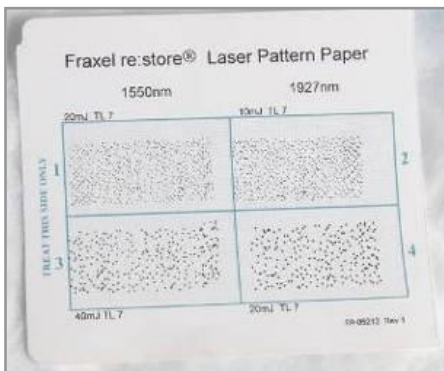 Fraxel re:store® Laser Pattern Paper
1550nm 1927nm
20mJ TL 7 10mJ TL 7
1 2
TREAT THIS SIDE ONLY
3 4
40mJ TL 7 20mJ TL 7
Rev 1